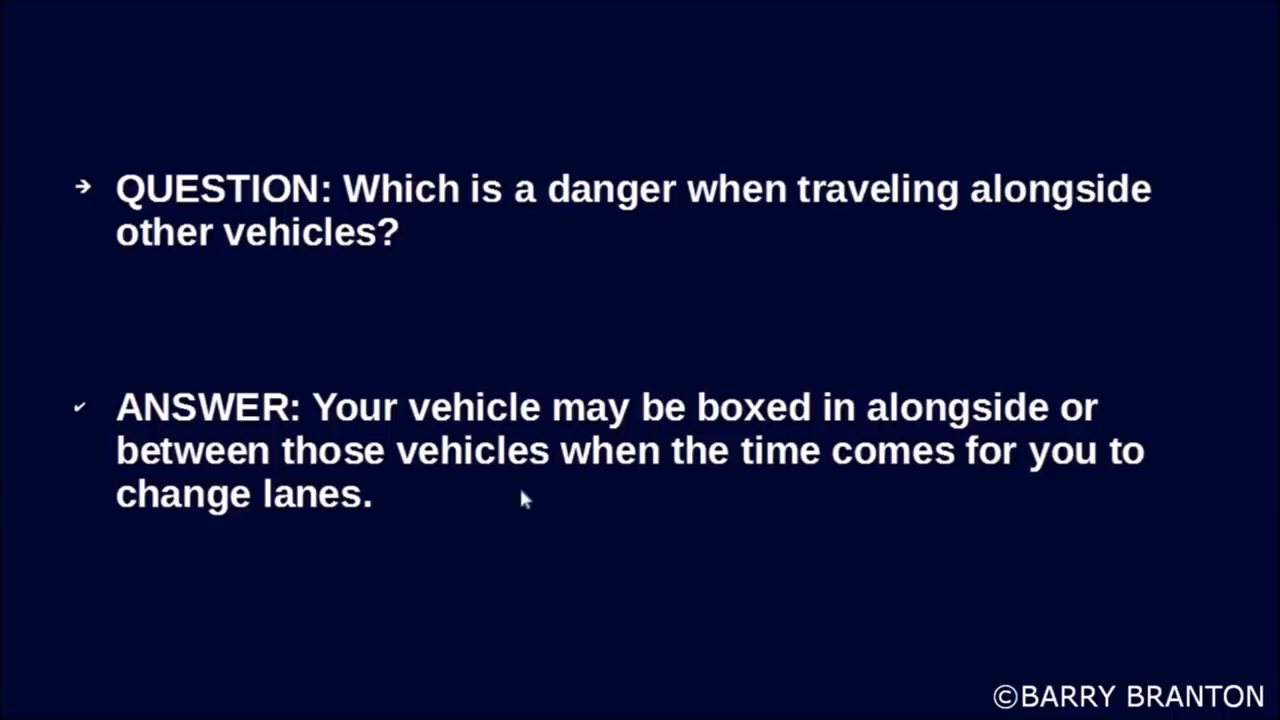 QUESTION: Which is a danger when traveling alongside
other vehicles?
ANSWER: Your vehicle may be boxed in alongside or
between those vehicles when the time comes for you to
change lanes.
©BARRY BRANTON